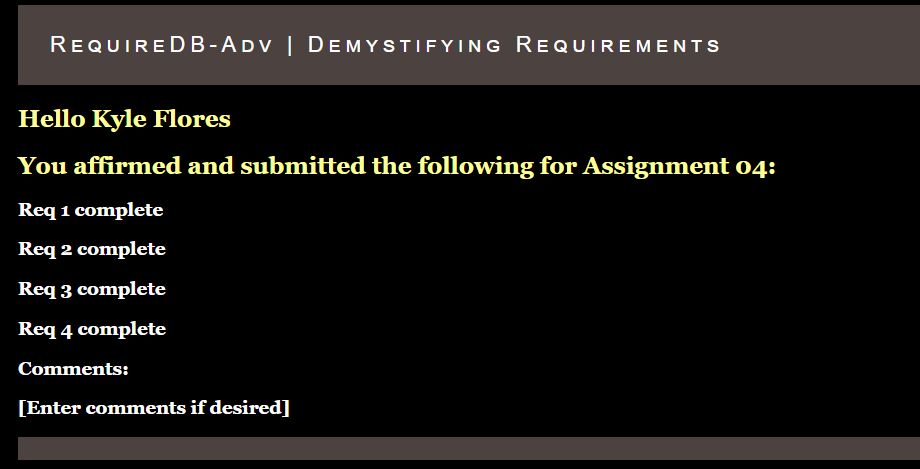 RequireDB-Adv | Demystifying Requirements
Hello Kyle Flores
You affirmed and submitted the following for Assignment 04:
Req 1 complete
Req 2 complete
Req 3 complete
Req 4 complete
Comments:
[Enter comments if desired]